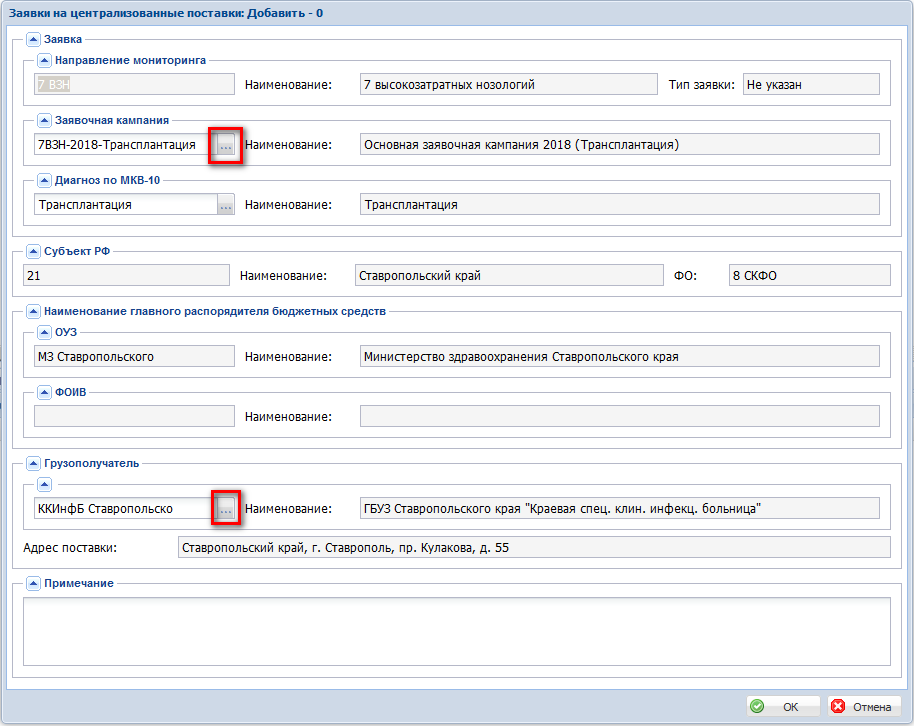 Заявки на централизованные поставки: Добавить - 0
Заявка
Направление мониторинга
7 ВЗН Наименование: 7 высокозатратных нозологий Тип заявки: Не указан
Заявочная кампания
7ВЗН-2018-Трансплантация ... Наименование: Основная заявочная кампания 2018 (Трансплантация)
Диагноз по МКВ-10
Трансплантация ... Наименование: Трансплантация
Субъект РФ
21 Наименование: Ставропольский край ФО: 8 СКФО
Наименование главного распорядителя бюджетных средств
ОУЗ
МЗ Ставропольского Наименование: Министерство здравоохранения Ставропольского края
ФОИВ
Наименование:
Грузополучатель
ККИнфБ Ставропольско ... Наименование: ГБУЗ Ставропольского края "Краевая спец. клин. инфекц. больница"
Адрес поставки: Ставропольский край, г. Ставрополь, пр. Кулакова, д. 55
Примечание
ОК Отмена